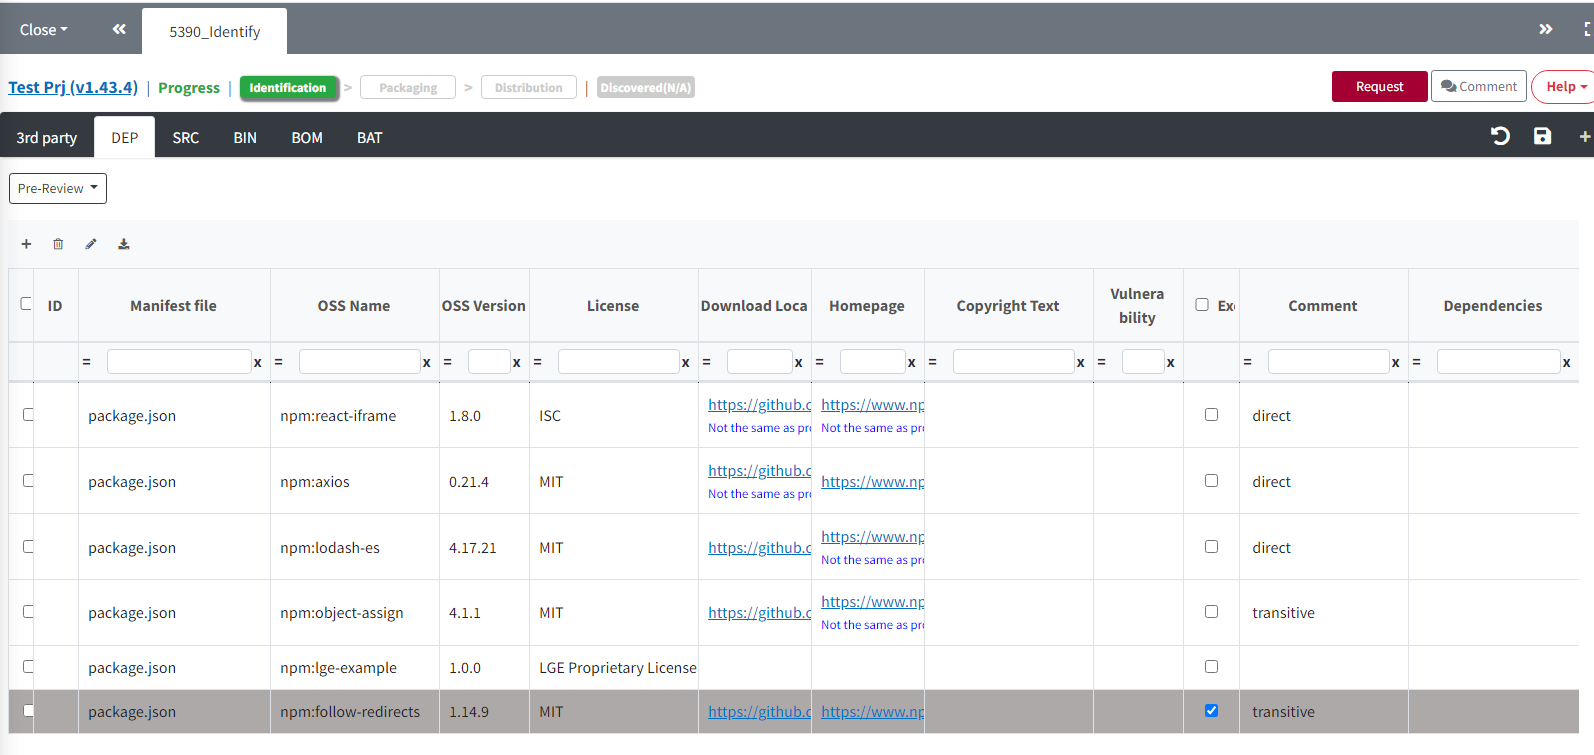 Close
5390_Identify
Test Prj (v1.43.4) | Progress | Identification > Packaging > Distribution | Discovered(N/A) Request Comment Help
3rd party DEP SRC BIN BOM BAT
Pre-Review
ID Manifest file OSS Name OSS Version License Download Loca Homepage Copyright Text Vulnera
bility Ex Comment Dependencies
= x = x = x = x = x = x = x = x = x = x
package.json npm:react-iframe 1.8.0 ISC https://github.c https://www.np direct
Not the same as pr Not the same as pr
package.json npm:axios 0.21.4 MIT https://github.c https://www.np direct
Not the same as pr
package.json npm:lodash-es 4.17.21 MIT https://github.c https://www.np direct
Not the same as pr
package.json npm:object-assign 4.1.1 MIT https://github.c https://www.np transitive
Not the same as pr
package.json npm:lge-example 1.0.0 LGE Proprietary License
package.json npm:follow-redirects 1.14.9 MIT https://github.c https://www.np transitive